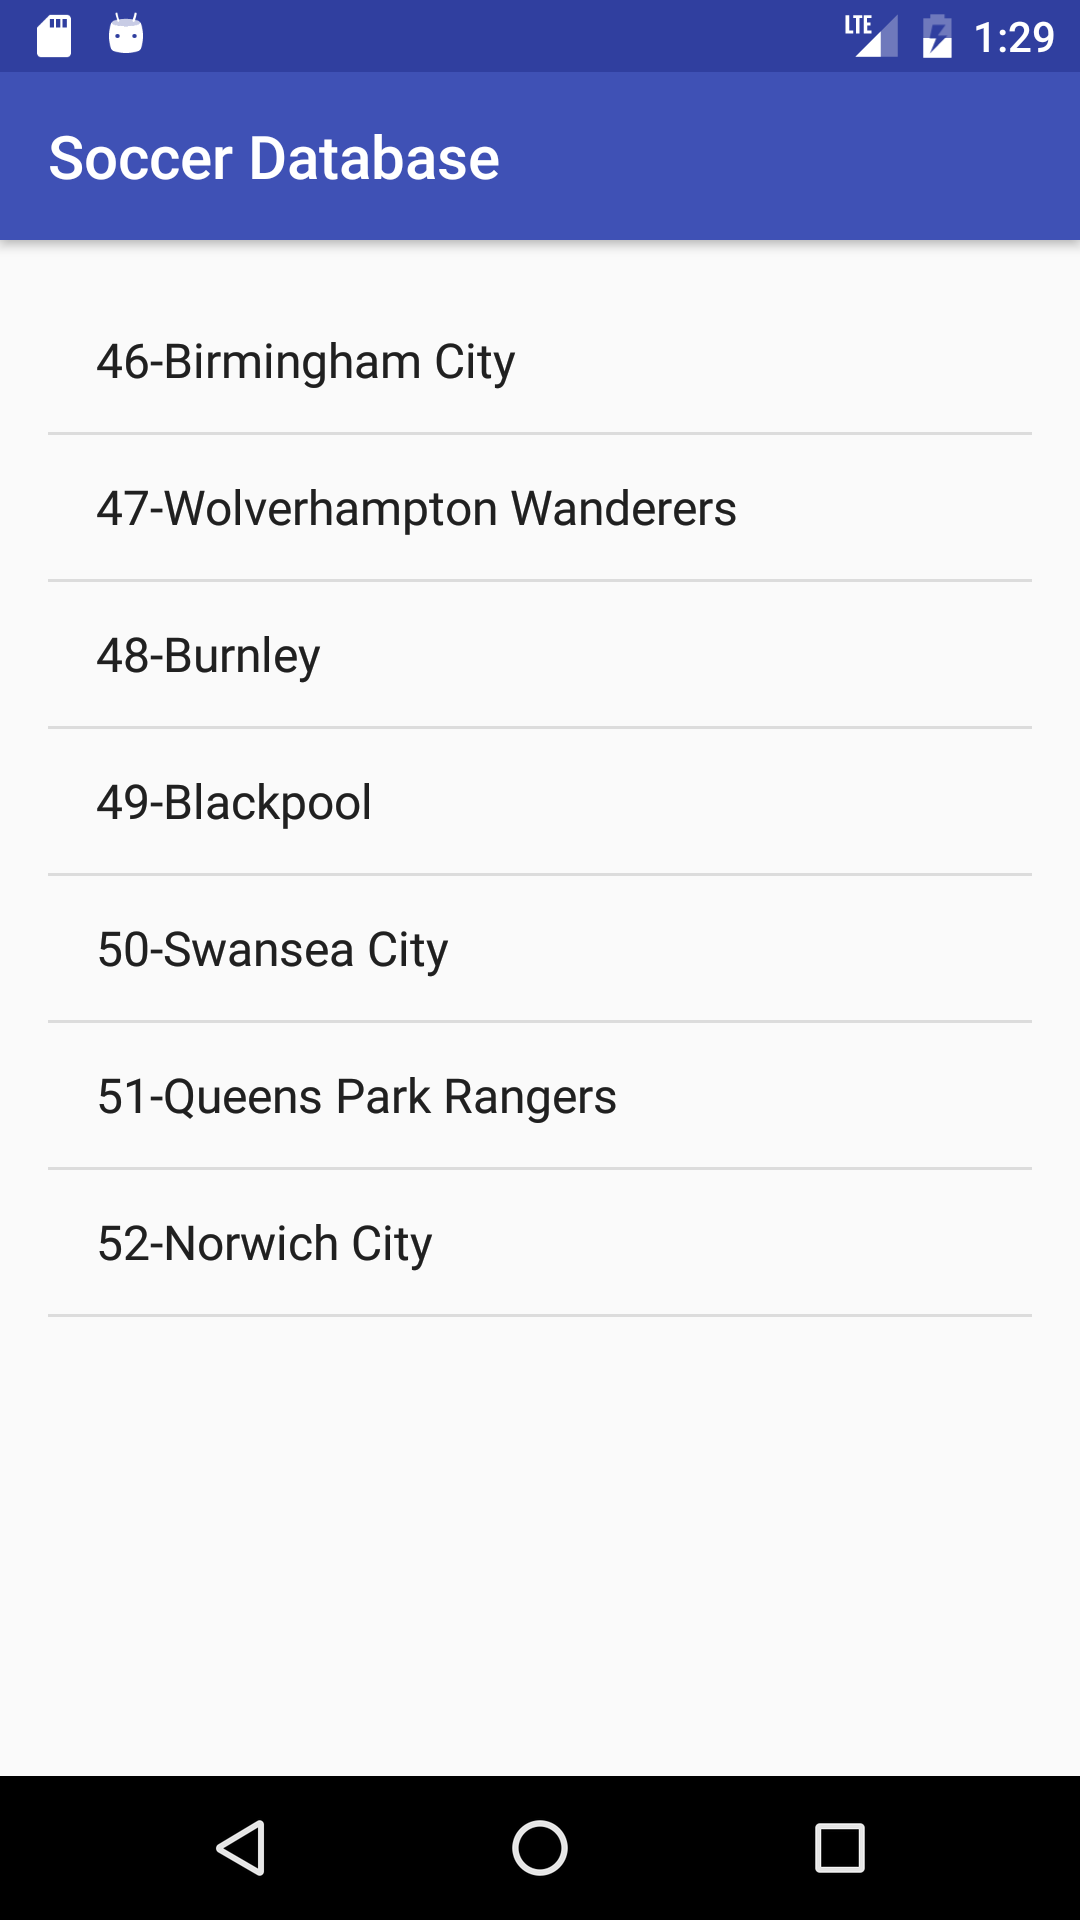 LTE 1:29
Soccer Database
46-Birmingham City
47-Wolverhampton Wanderers
48-Burnley
49-Blackpool
50-Swansea City
51-Queens Park Rangers
52-Norwich City